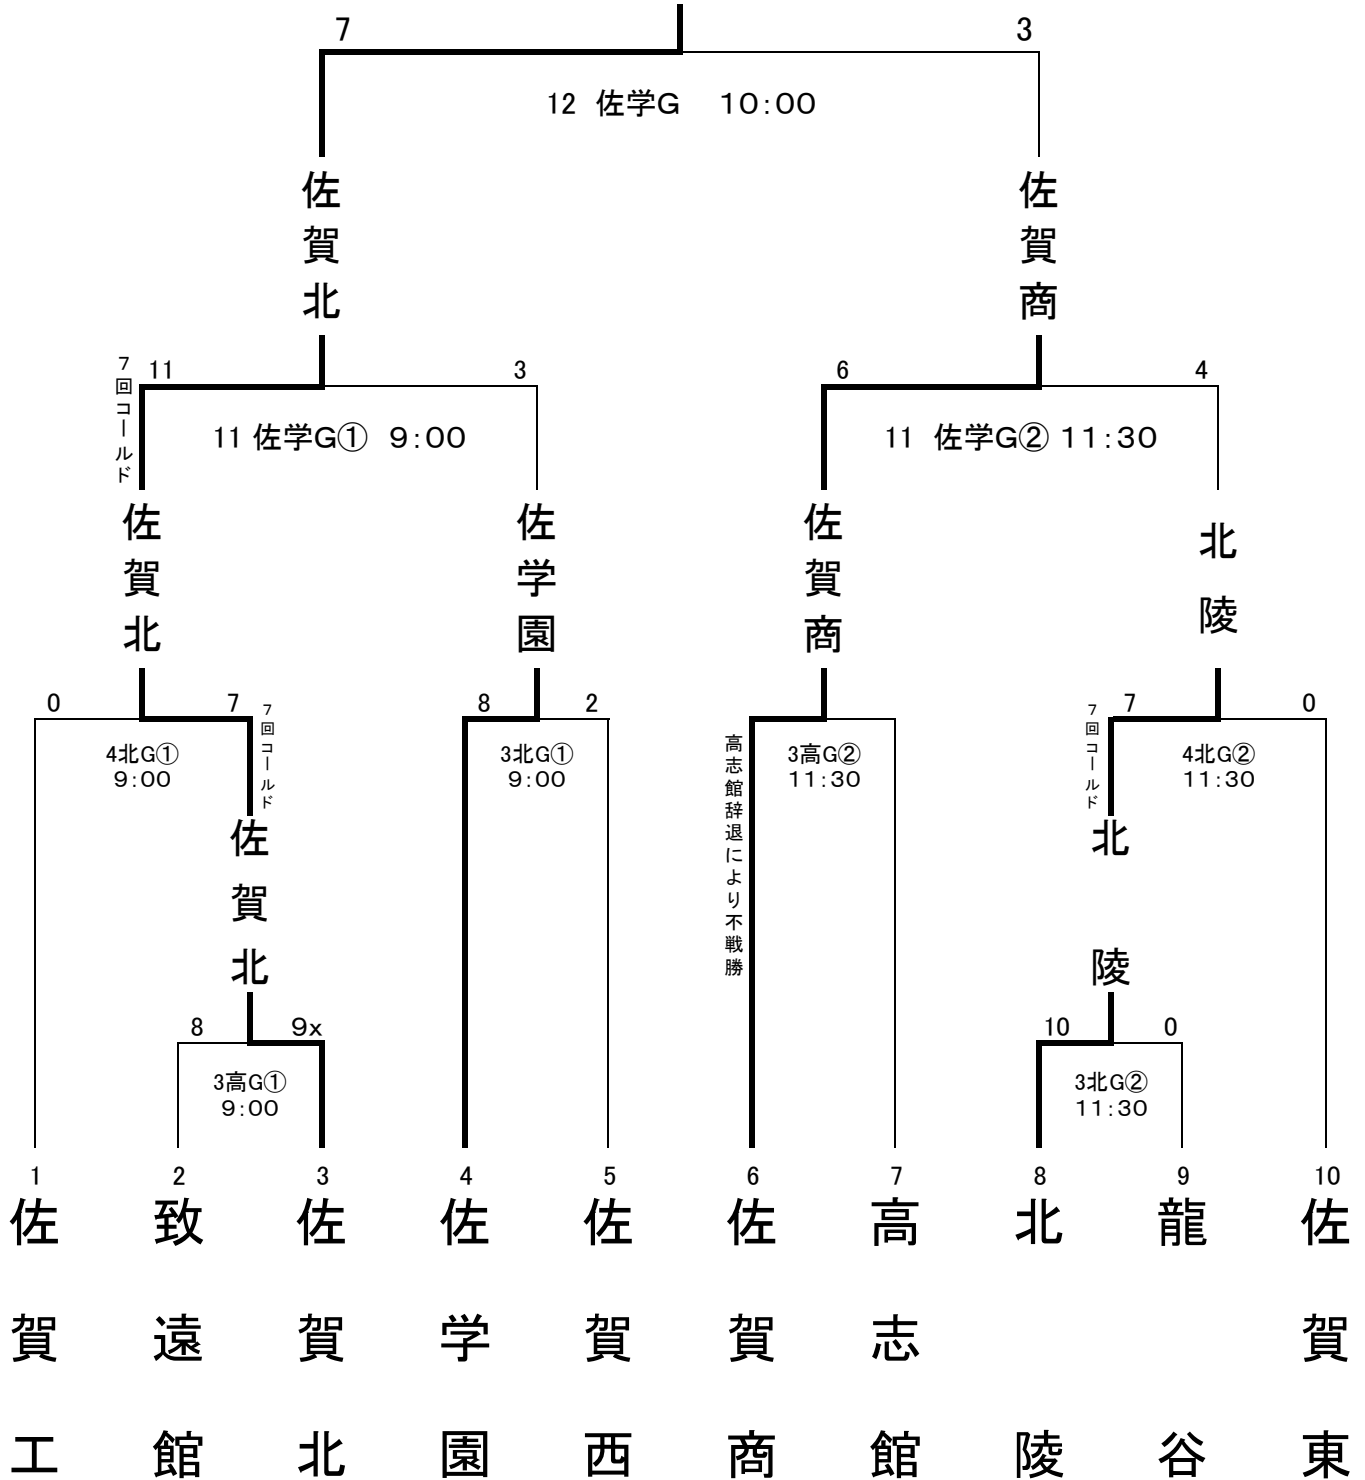 7 3
12 佐学G 10:00
佐賀北 佐賀商
7回コールド 11 3 6 4
11 佐学G① 9:00 11 佐学G② 11:30
佐賀北 佐学園 佐賀商 北陵
0 7 7回コールド 8 2 7回コールド 7 0
4北G① 3北G① 高志館辞退により不戦勝 3高G② 4北G②
9:00 9:00 11:30 11:30
佐賀北 北陵
8 9x 10 0
3高G① 3北G②
9:00 11:30
1 2 3 4 5 6 7 8 9 10
佐賀工 致遠館 佐賀北 佐学園 佐賀西 佐賀商 高志館 北陵 龍谷 佐賀東